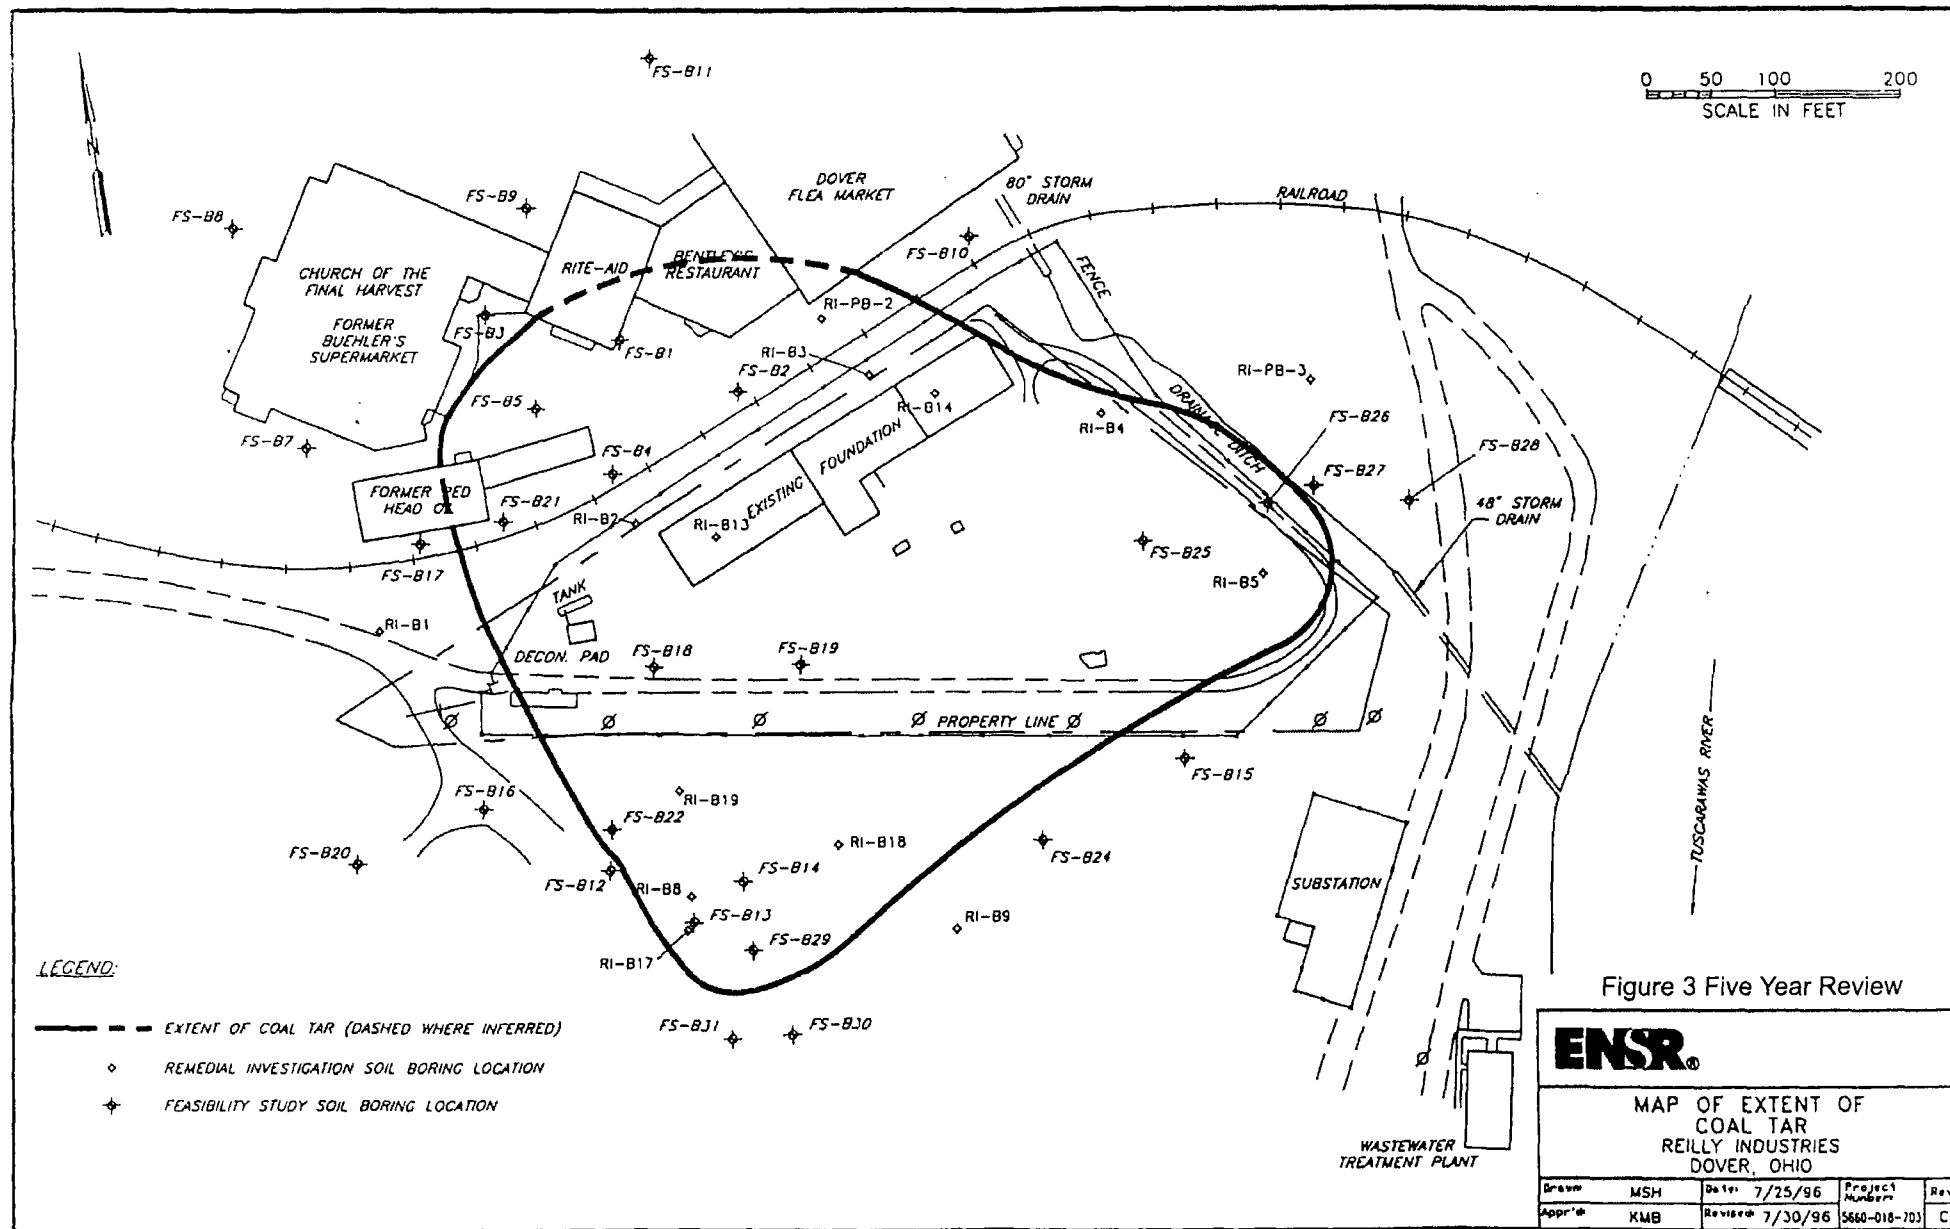 FS-B11
0 50 100 200
SCALE IN FEET
N
DOVER
FLEA MARKET
80" STORM
DRAIN
RAILROAD
FS-B9
FS-B8
FS-B10
FENCE
CHURCH OF THE
FINAL HARVEST
RITE-AID
BENTLEY'S
RESTAURANT
FORMER
BUEHLER'S
SUPERMARKET
FS-B3
RI-PB-2
FS-B1
RI-B3
FS-B2
RI-PB-3
FS-B5
RI-B14
RI-B4
DRAINAGE DITCH
FS-B26
FS-B7
FS-B4
EXISTING FOUNDATION
FS-B27
FS-B28
FORMER RED
HEAD
FS-B21
RI-B2
RI-B13
48" STORM
DRAIN
FS-B17
FS-B25
RI-B5
TANK
RI-B1
DECON. PAD
FS-B18
FS-B19
PROPERTY LINE
TUSCARAWAS RIVER
FS-B15
FS-B16
RI-B19
FS-B22
RI-B18
FS-B20
FS-B24
FS-B12
FS-B14
RI-B8
SUBSTATION
FS-B13
RI-B9
FS-B29
RI-B17
LEGEND:
EXTENT OF COAL TAR (DASHED WHERE INFERRED)
REMEDIAL INVESTIGATION SOIL BORING LOCATION
FEASIBILITY STUDY SOIL BORING LOCATION
FS-B31
FS-B30
WASTEWATER
TREATMENT PLANT
Figure 3 Five Year Review
ENSR®
MAP OF EXTENT OF
COAL TAR
REILLY INDUSTRIES
DOVER, OHIO
Drawn MSH Date: 7/25/96 Project Number: Rev
Appr'd KMB Revised: 7/30/96 5660-018-703